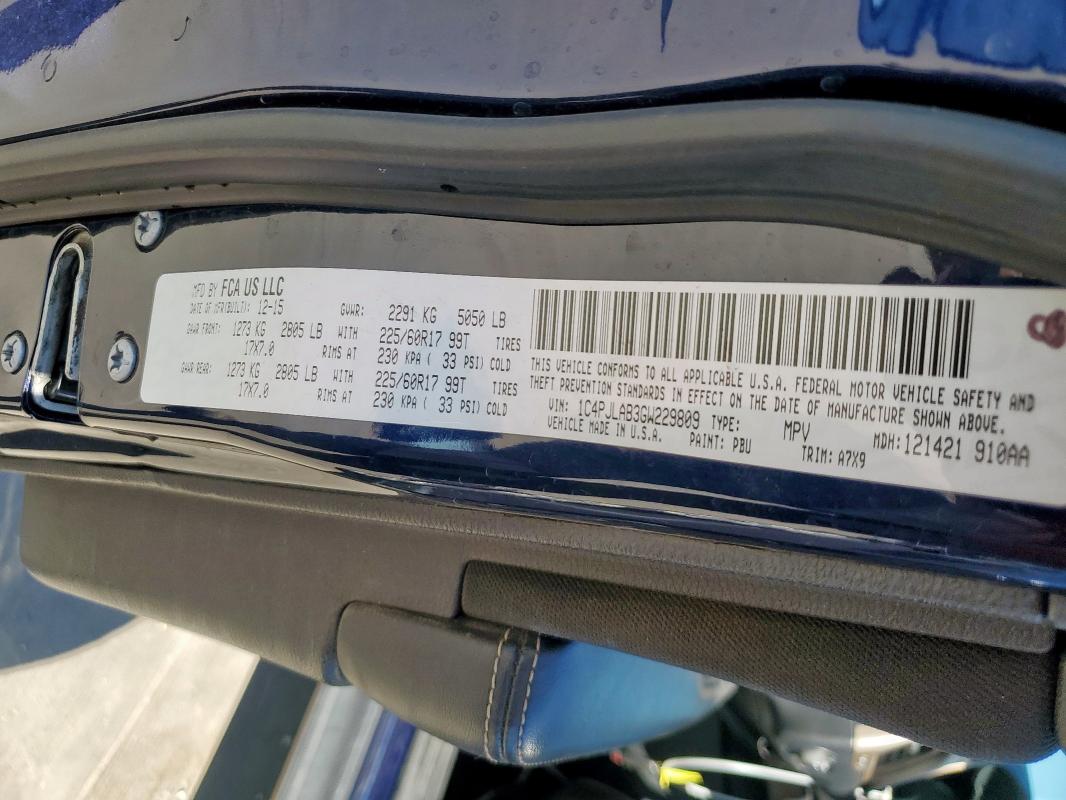 MFD BY FCA US LLC
DATE OF MFR(BUILT): 12-15 GVWR: 2291 KG 5050 LB
GAWR FRONT: 1273 KG 2805 LB WITH 225/60R17 99T TIRES
17X7.0 RIMS AT 230 KPA ( 33 PSI) COLD
GAWR REAR: 1273 KG 2805 LB WITH 225/60R17 99T TIRES
17X7.0 RIMS AT 230 KPA ( 33 PSI) COLD
THIS VEHICLE CONFORMS TO ALL APPLICABLE U.S.A. FEDERAL MOTOR VEHICLE SAFETY AND
THEFT PREVENTION STANDARDS IN EFFECT ON THE DATE OF MANUFACTURE SHOWN ABOVE.
VIN: 1C4PJLAB3GW229809 TYPE: MPV MDH: 121421 910AA
VEHICLE MADE IN U.S.A. PAINT: PBU TRIM: A7X9